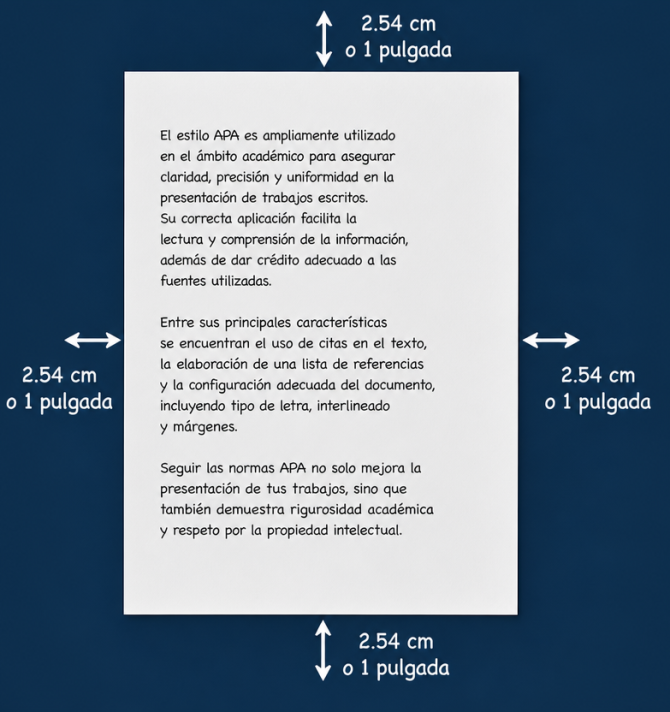 2.54 cm
o 1 pulgada
El estilo APA es ampliamente utilizado
en el ámbito académico para asegurar
claridad, precisión y uniformidad en la
presentación de trabajos escritos.
Su correcta aplicación facilita la
lectura y comprensión de la información,
además de dar crédito adecuado a las
fuentes utilizadas.
Entre sus principales características
se encuentran el uso de citas en el texto,
la elaboración de una lista de referencias
y la configuración adecuada del documento,
incluyendo tipo de letra, interlineado
y márgenes.
Seguir las normas APA no solo mejora la
presentación de tus trabajos, sino que
también demuestra rigurosidad académica
y respeto por la propiedad intelectual.
2.54 cm
o 1 pulgada
2.54 cm
o 1 pulgada
2.54 cm
o 1 pulgada